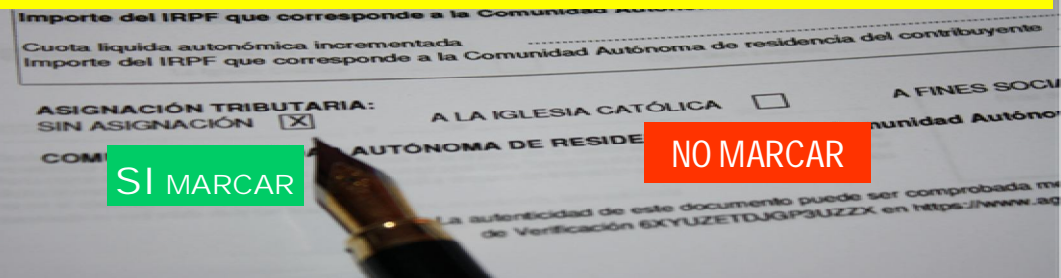 Importe del IRPF que corresponde a la Comunidad
Cuota líquida autonómica incrementada
Importe del IRPF que corresponde a la Comunidad Autónoma de residencia del contribuyente
ASIGNACIÓN TRIBUTARIA:
SIN ASIGNACIÓN X A LA IGLESIA CATÓLICA A FINES SOCIA
COM AUTÓNOMA DE RESIDE unidad Autóno
SI MARCAR NO MARCAR
La autenticidad de este documento puede ser comprobada m
de Verificación 6XYUZETDJGP3UZZX en https://www.ag